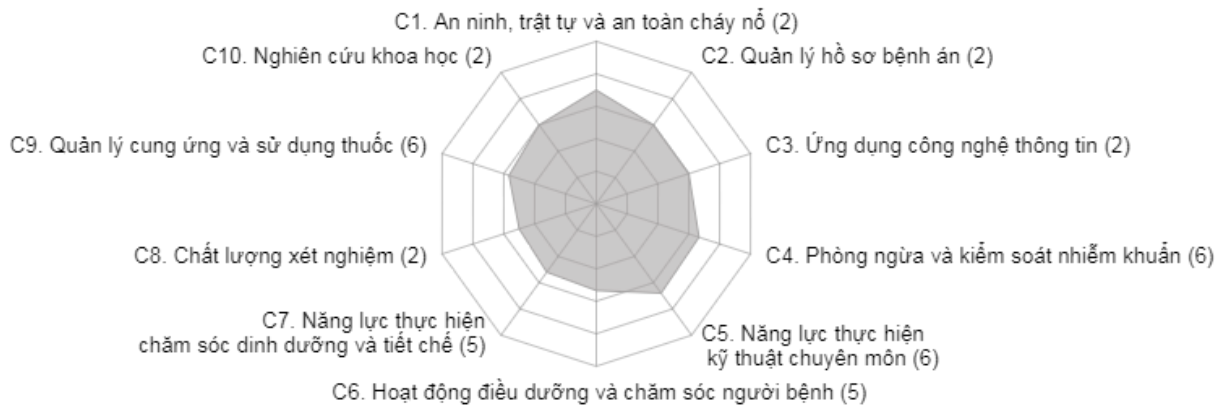 C1. An ninh, trật tự và an toàn cháy nổ (2)
C10. Nghiên cứu khoa học (2)
C2. Quản lý hồ sơ bệnh án (2)
C9. Quản lý cung ứng và sử dụng thuốc (6)
C3. Ứng dụng công nghệ thông tin (2)
C8. Chất lượng xét nghiệm (2)
C4. Phòng ngừa và kiểm soát nhiễm khuẩn (6)
C7. Năng lực thực hiện
chăm sóc dinh dưỡng và tiết chế (5)
C5. Năng lực thực hiện
kỹ thuật chuyên môn (6)
C6. Hoạt động điều dưỡng và chăm sóc người bệnh (5)